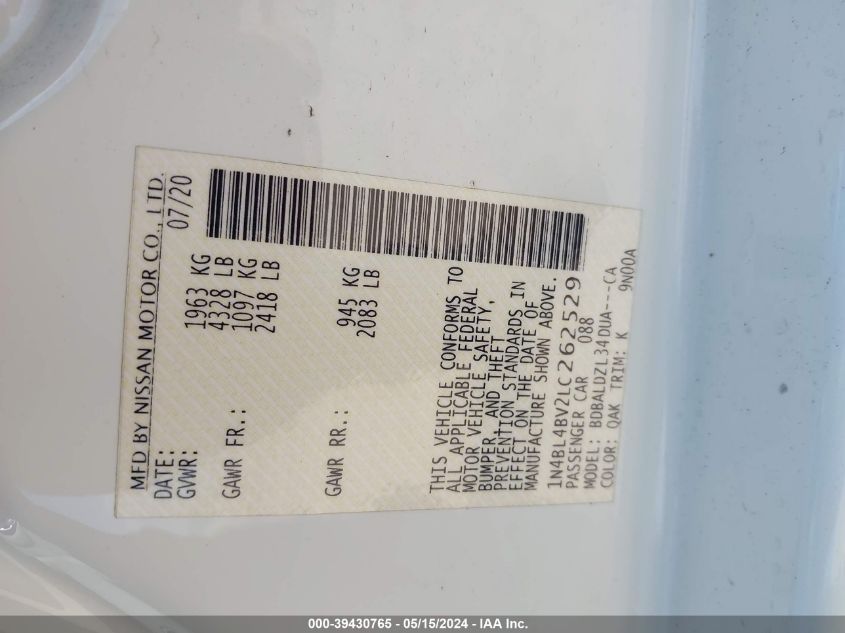 MFD BY NISSAN MOTOR CO., LTD.
DATE: 07/20
GVWR: 1963 KG
4328 LB
GAWR FR.: 1097 KG
2418 LB
GAWR RR.: 945 KG
2083 LB
THIS VEHICLE CONFORMS TO
ALL APPLICABLE FEDERAL
MOTOR VEHICLE SAFETY,
BUMPER, AND THEFT
PREVENTION STANDARDS IN
EFFECT ON THE DATE OF
MANUFACTURE SHOWN ABOVE.
1N4BL4BV2LC262529
PASSENGER CAR 088
MODEL: BDBALDZL34DUA---CA
COLOR: QAK TRIM: K 9N00A
000-39430765 - 05/15/2024 - IAA Inc.